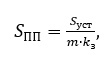 S_ПП = S_уст / (m·k_з),